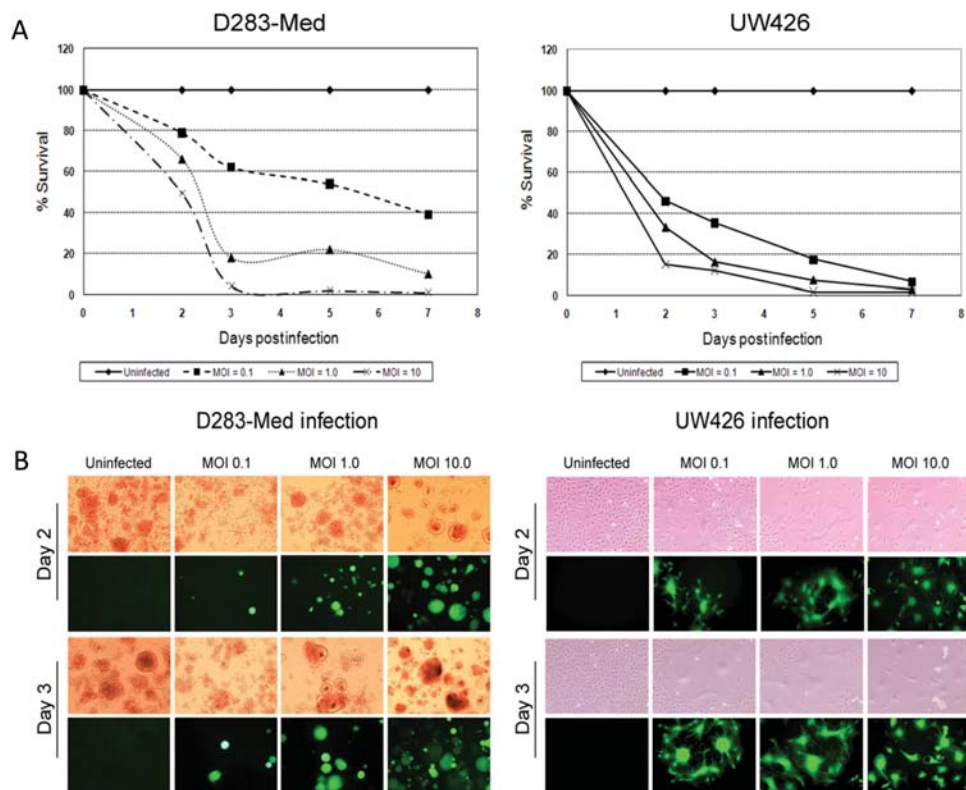 A
D283-Med
UW426
120
100
80
60
40
20
0
% Survival
0 1 2 3 4 5 6 7 8
Days postinfection
Uninfected MOI = 0.1 MOI = 1.0 MOI = 10
120
100
80
60
40
20
0
% Survival
0 1 2 3 4 5 6 7 8
Days postinfection
Uninfected MOI = 0.1 MOI = 1.0 MOI = 10
B
D283-Med infection
Uninfected MOI 0.1 MOI 1.0 MOI 10.0
Day 2
Day 3
UW426 infection
Uninfected MOI 0.1 MOI 1.0 MOI 10.0
Day 2
Day 3